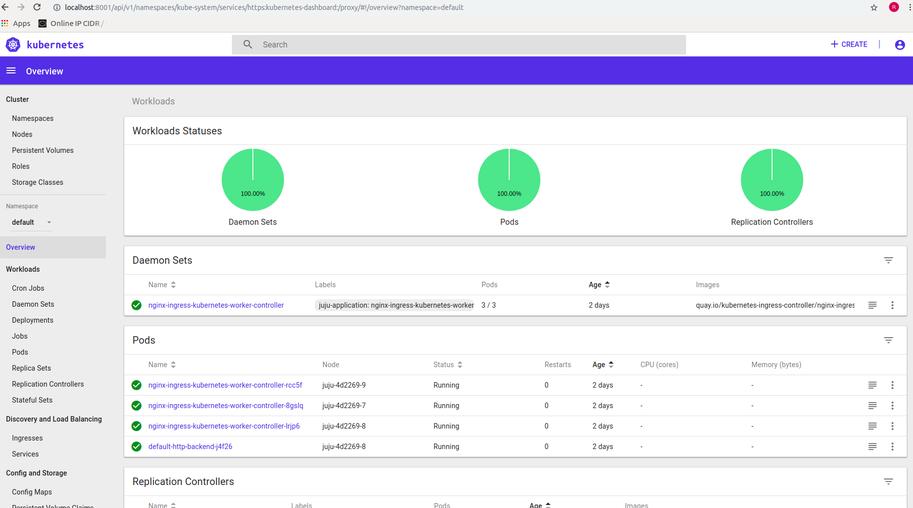 localhost:8001/api/v1/namespaces/kube-system/services/https:kubernetes-dashboard:/proxy/#!/overview?namespace=default
Apps Online IP CIDR /
kubernetes
Search
+ CREATE
Overview
Cluster
Namespaces
Nodes
Persistent Volumes
Roles
Storage Classes
Namespace
default
Overview
Workloads
Cron Jobs
Daemon Sets
Deployments
Jobs
Pods
Replica Sets
Replication Controllers
Stateful Sets
Discovery and Load Balancing
Ingresses
Services
Config and Storage
Config Maps
Persistent Volume Claims
Workloads
Workloads Statuses
100.00% 100.00% 100.00%
Daemon Sets Pods Replication Controllers
Daemon Sets
Name Labels Pods Age Images
nginx-ingress-kubernetes-worker-controller juju-application: nginx-ingress-kubernetes-worker 3 / 3 2 days quay.io/kubernetes-ingress-controller/nginx-ingres
Pods
Name Node Status Restarts Age CPU (cores) Memory (bytes)
nginx-ingress-kubernetes-worker-controller-rcc5f juju-4d2269-9 Running 0 2 days - -
nginx-ingress-kubernetes-worker-controller-8gslq juju-4d2269-7 Running 0 2 days - -
nginx-ingress-kubernetes-worker-controller-lrjp6 juju-4d2269-8 Running 0 2 days - -
default-http-backend-j4f26 juju-4d2269-8 Running 0 2 days - -
Replication Controllers
Name Labels Pods Age Images